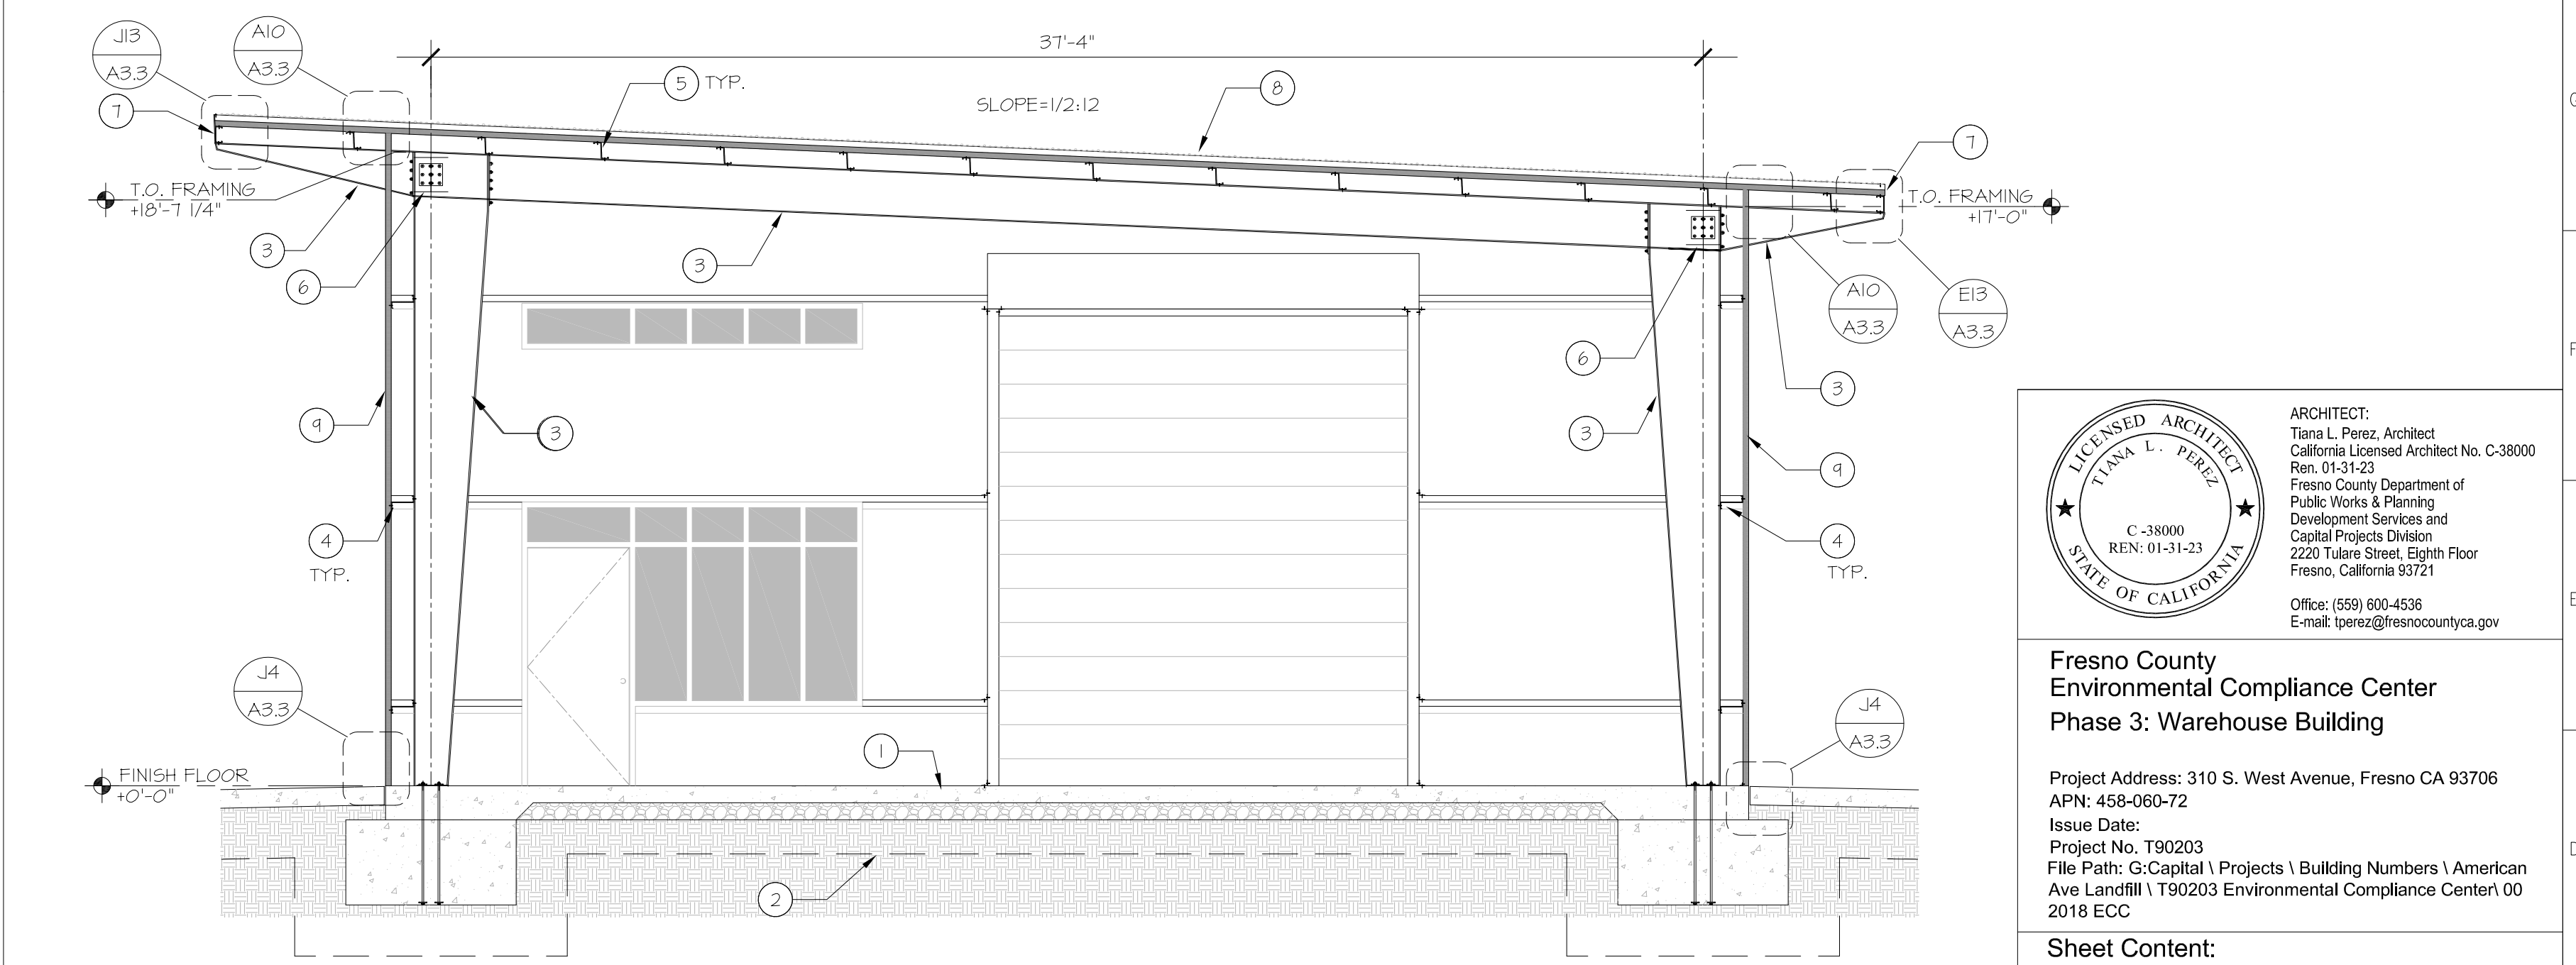 J13
A3.3
A10
A3.3
37'-4"
5 TYP.
SLOPE=1/2:12
8
7
7
T.O. FRAMING
+18'-7 1/4"
T.O. FRAMING
+17'-0"
3
6
3
A10
A3.3
E13
A3.3
6
3
9
3
3
9
4
TYP.
4
TYP.
J4
A3.3
J4
A3.3
1
FINISH FLOOR
+0'-0"
2
LICENSED ARCHITECT
TIANA L. PEREZ
C -38000
REN: 01-31-23
STATE OF CALIFORNIA
ARCHITECT:
Tiana L. Perez, Architect
California Licensed Architect No. C-38000
Ren. 01-31-23
Fresno County Department of
Public Works & Planning
Development Services and
Capital Projects Division
2220 Tulare Street, Eighth Floor
Fresno, California 93721
Office: (559) 600-4536
E-mail: tperez@fresnocountyca.gov
Fresno County
Environmental Compliance Center
Phase 3: Warehouse Building
Project Address: 310 S. West Avenue, Fresno CA 93706
APN: 458-060-72
Issue Date:
Project No. T90203
File Path: G:Capital \ Projects \ Building Numbers \ American
Ave Landfill \ T90203 Environmental Compliance Center\ 00
2018 ECC
Sheet Content:
F
E